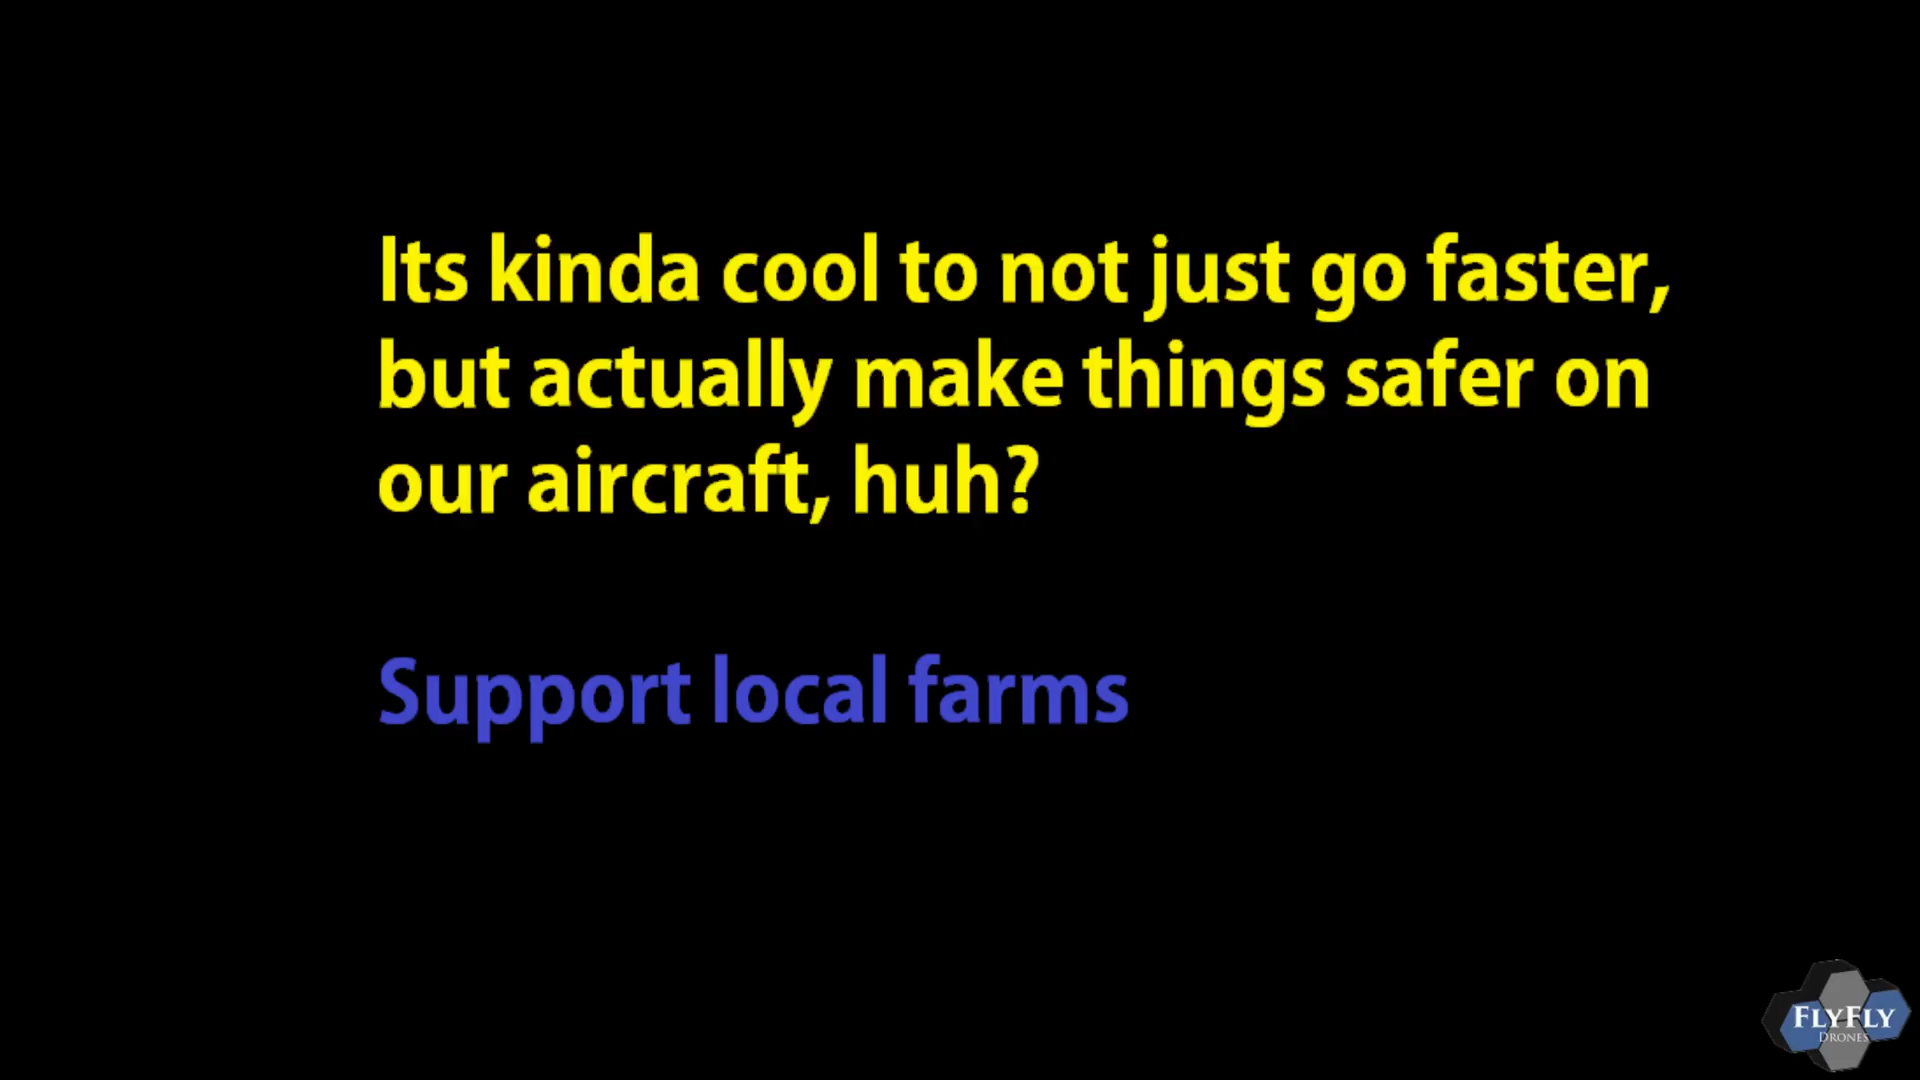 Its kinda cool to not just go faster,
but actually make things safer on
our aircraft, huh?
Support local farms
FLYFLY
DRONES